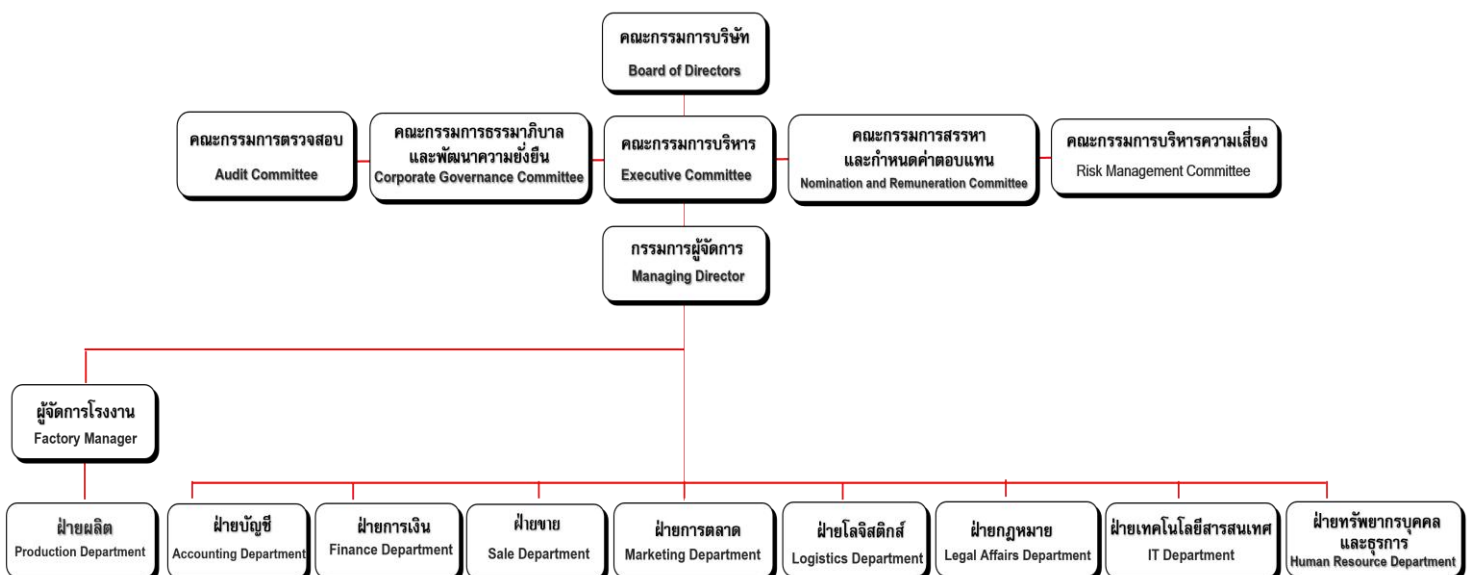 คณะกรรมการบริษัท
Board of Directors
คณะกรรมการตรวจสอบ
Audit Committee
คณะกรรมการธรรมาภิบาล
และพัฒนาความยั่งยืน
Corporate Governance Committee
คณะกรรมการบริหาร
Executive Committee
คณะกรรมการสรรหา
และกำหนดค่าตอบแทน
Nomination and Remuneration Committee
คณะกรรมการบริหารความเสี่ยง
Risk Management Committee
กรรมการผู้จัดการ
Managing Director
ผู้จัดการโรงงาน
Factory Manager
ฝ่ายผลิต
Production Department
ฝ่ายบัญชี
Accounting Department
ฝ่ายการเงิน
Finance Department
ฝ่ายขาย
Sale Department
ฝ่ายการตลาด
Marketing Department
ฝ่ายโลจิสติกส์
Logistics Department
ฝ่ายกฎหมาย
Legal Affairs Department
ฝ่ายเทคโนโลยีสารสนเทศ
IT Department
ฝ่ายทรัพยากรบุคคล
และธุรการ
Human Resource Department